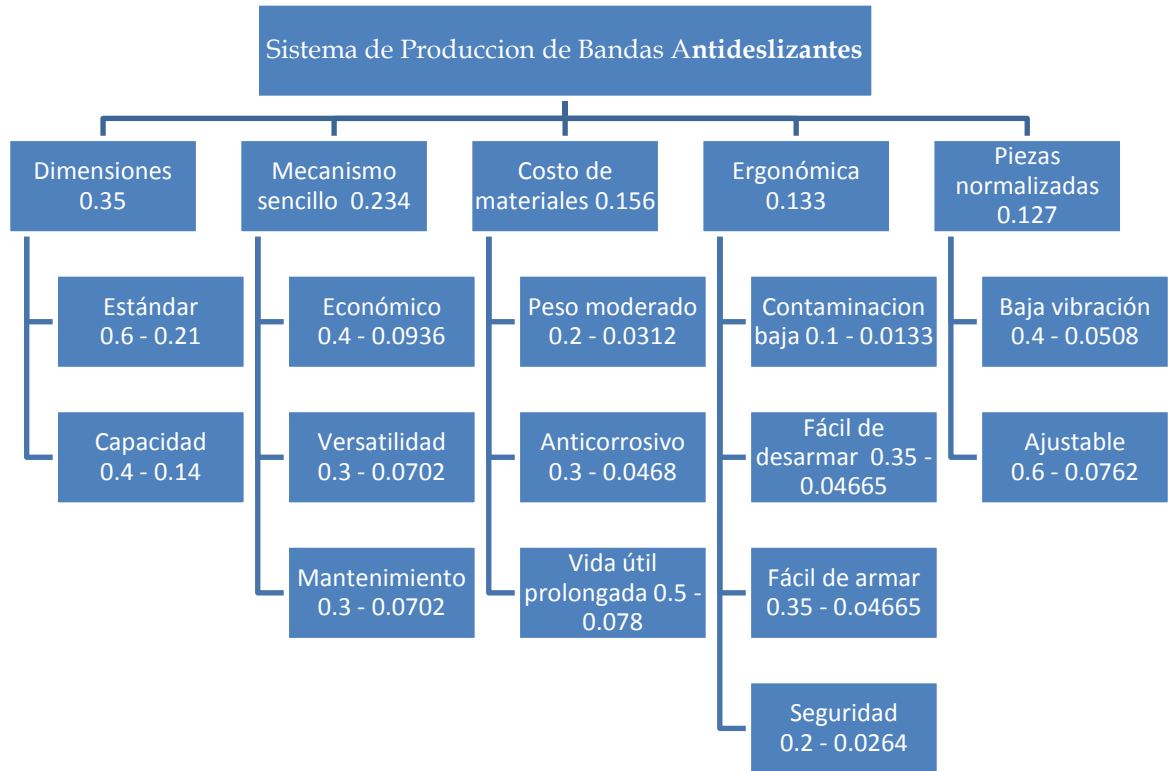 Sistema de Produccion de Bandas Antideslizantes
Dimensiones
0.35
Mecanismo
sencillo 0.234
Costo de
materiales 0.156
Ergonómica
0.133
Piezas
normalizadas
0.127
Estándar
0.6 - 0.21
Económico
0.4 - 0.0936
Peso moderado
0.2 - 0.0312
Contaminacion
baja 0.1 - 0.0133
Baja vibración
0.4 - 0.0508
Capacidad
0.4 - 0.14
Versatilidad
0.3 - 0.0702
Anticorrosivo
0.3 - 0.0468
Fácil de
desarmar 0.35 -
0.04665
Ajustable
0.6 - 0.0762
Mantenimiento
0.3 - 0.0702
Vida útil
prolongada 0.5 -
0.078
Fácil de armar
0.35 - 0.o4665
Seguridad
0.2 - 0.0264